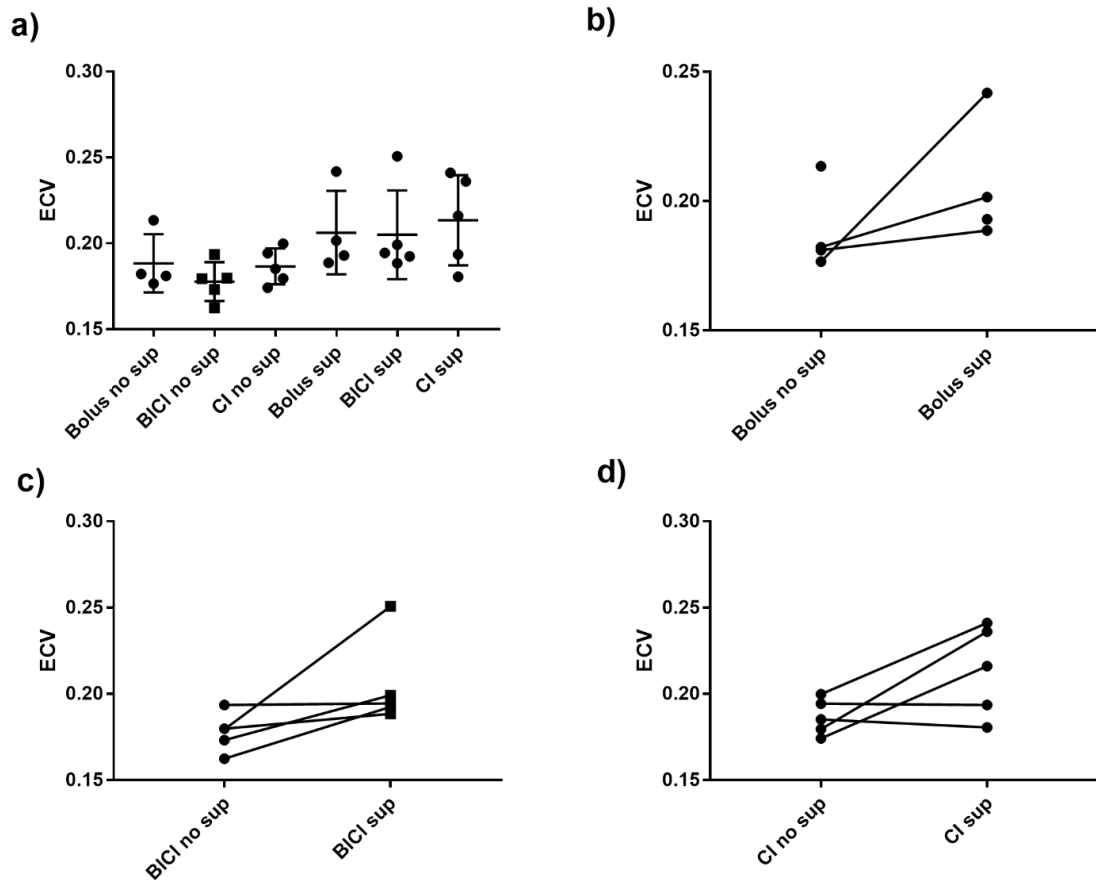 a)
0.30
0.25
0.20
0.15
ECV
Bolus no sup
BICI no sup
CI no sup
Bolus sup
BICI sup
CI sup
b)
0.25
0.20
0.15
ECV
Bolus no sup
Bolus sup
c)
0.30
0.25
0.20
0.15
ECV
BICI no sup
BICI sup
d)
0.30
0.25
0.20
0.15
ECV
CI no sup
CI sup